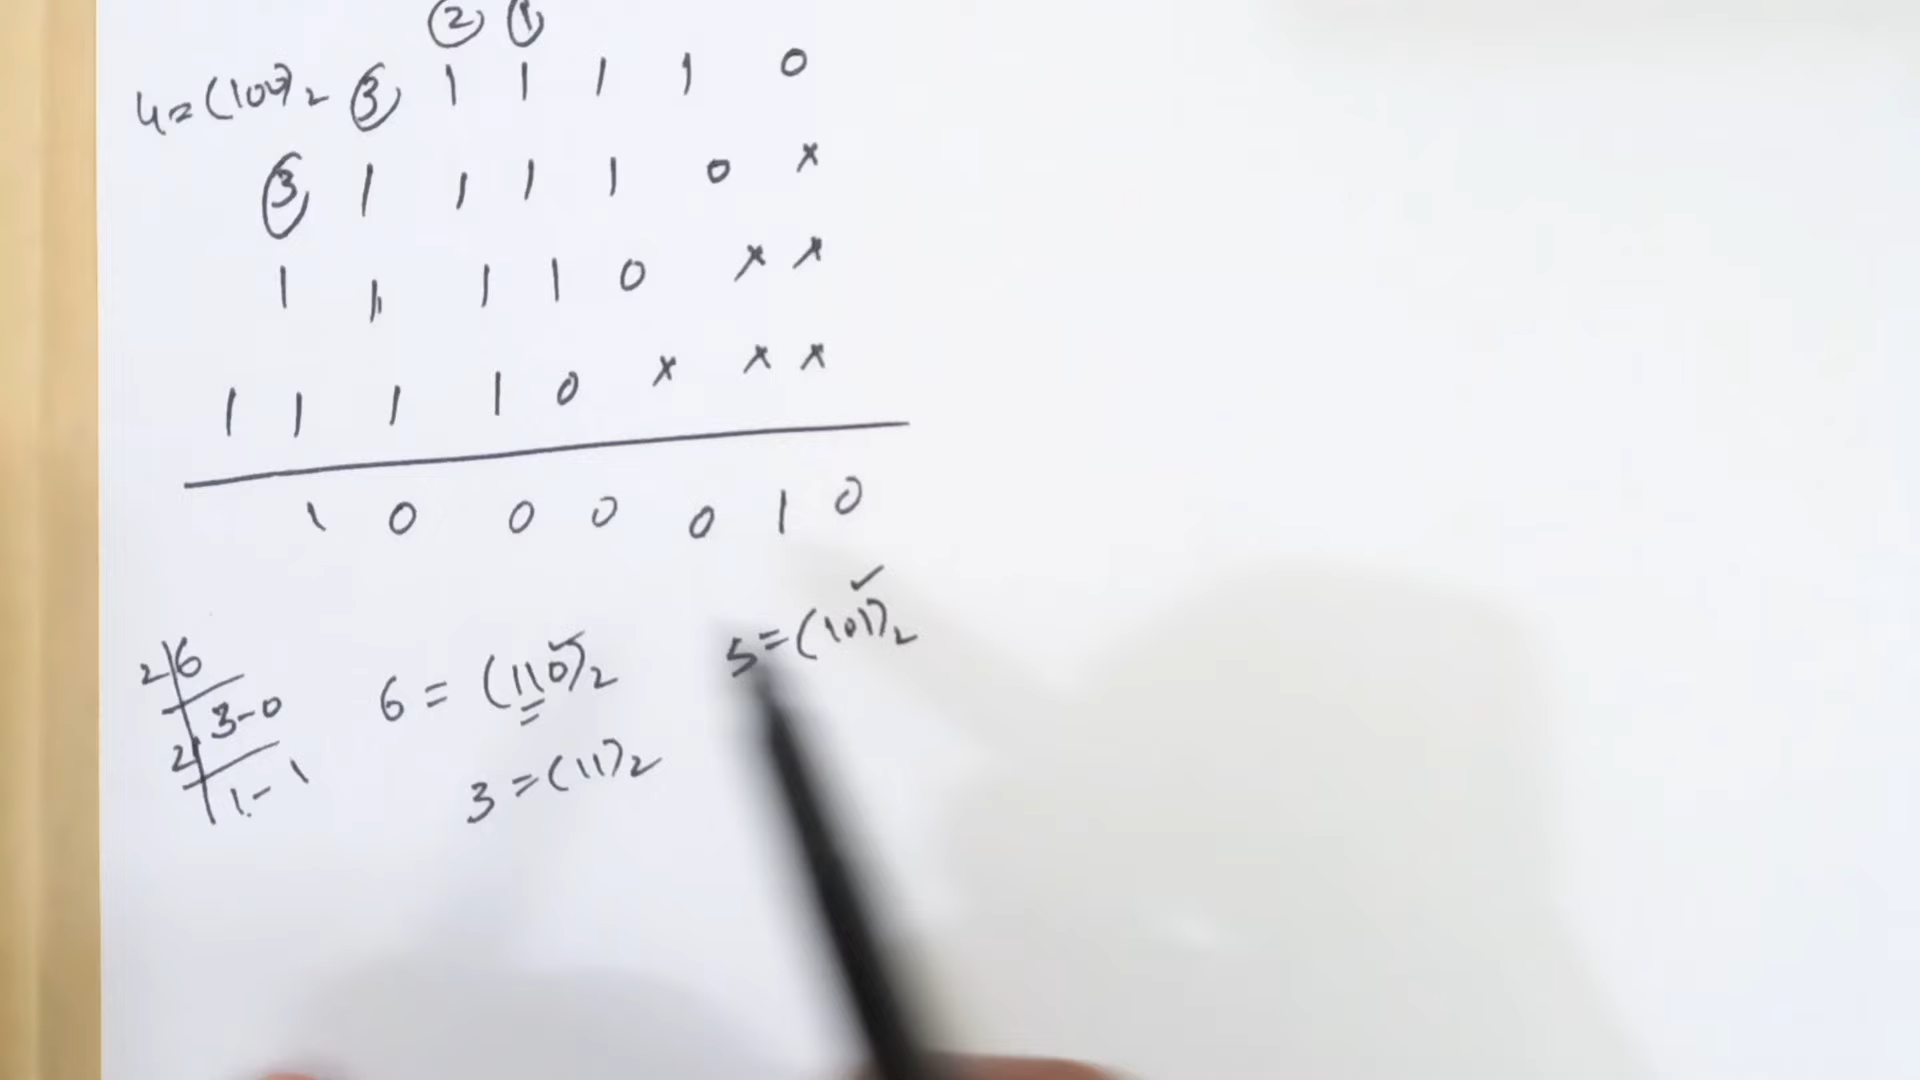 ② ①
4=(100)₂ ③ 1 1 1 1 0
③ 1 1 1 1 0 ×
1 1 1 1 0 × ×
1 1 1 1 0 × × ×
1 0 0 0 0 1 0
2 6
3-0
2
1-1
6 = (110)₂
3 = (11)₂
5=(101)₂ ✓